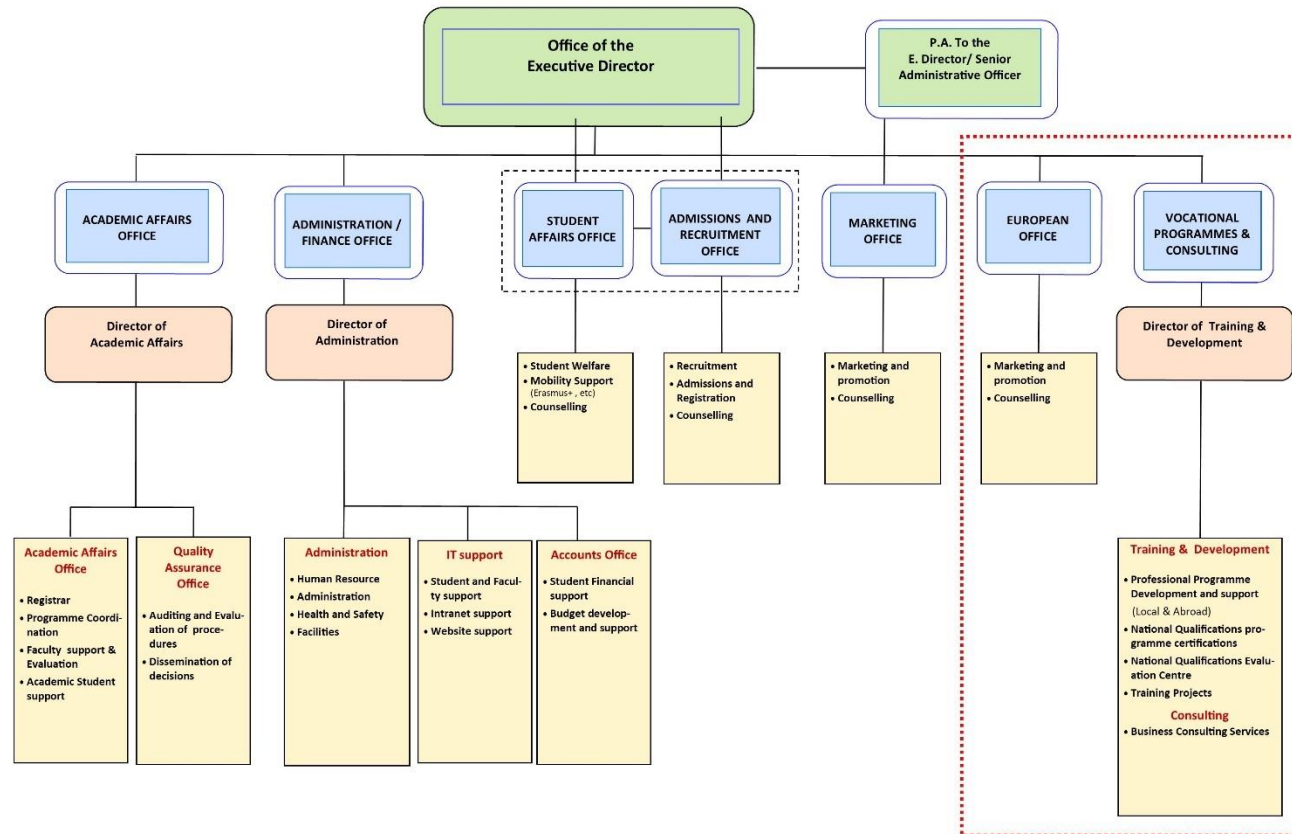 Office of the
Executive Director
P.A. To the
E. Director/ Senior
Administrative Officer
ACADEMIC AFFAIRS
OFFICE
ADMINISTRATION /
FINANCE OFFICE
STUDENT
AFFAIRS OFFICE
ADMISSIONS AND
RECRUITMENT
OFFICE
MARKETING
OFFICE
EUROPEAN
OFFICE
VOCATIONAL
PROGRAMMES &
CONSULTING
Director of
Academic Affairs
Director of
Administration
Director of Training &
Development
• Student Welfare
• Mobility Support
(Erasmus+ , etc)
• Counselling
• Recruitment
• Admissions and
Registration
• Counselling
• Marketing and
promotion
• Counselling
• Marketing and
promotion
• Counselling
Academic Affairs
Office
• Registrar
• Programme Coordi-
nation
• Faculty support &
Evaluation
• Academic Student
support
Quality
Assurance
Office
• Auditing and Evalu-
ation of proce-
dures
• Dissemination of
decisions
Administration
• Human Resource
• Administration
• Health and Safety
• Facilities
IT support
• Student and Facul-
ty support
• Intranet support
• Website support
Accounts Office
• Student Financial
support
• Budget develop-
ment and support
Training & Development
• Professional Programme
Development and support
(Local & Abroad)
• National Qualifications pro-
gramme certifications
• National Qualifications Evalu-
ation Centre
• Training Projects
Consulting
• Business Consulting Services